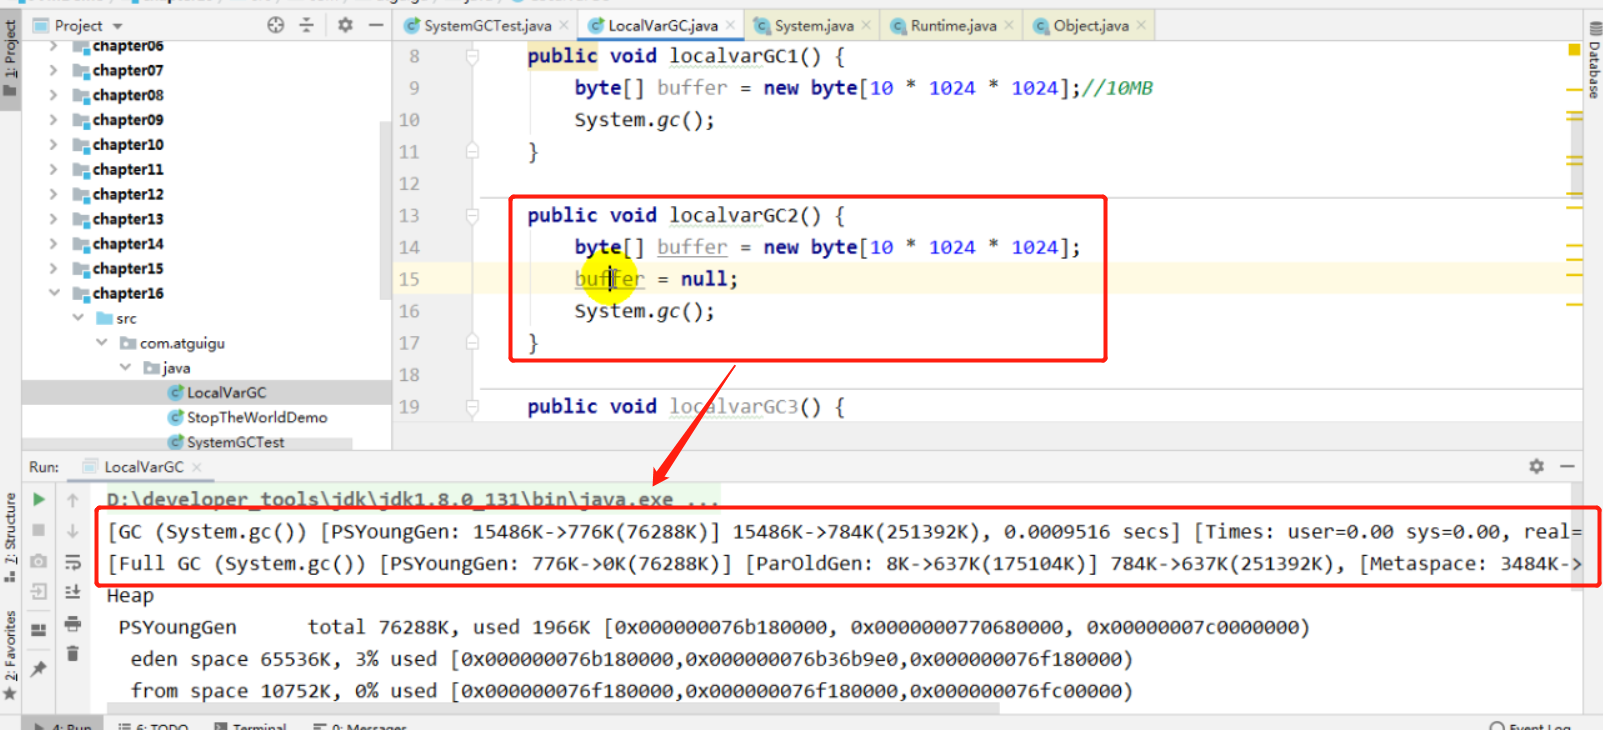 Project
SystemGCTest.java
LocalVarGC.java
System.java
Runtime.java
Object.java
1: Project
Database
chapter06
chapter07
chapter08
chapter09
chapter10
chapter11
chapter12
chapter13
chapter14
chapter15
chapter16
src
com.atguigu
java
LocalVarGC
StopTheWorldDemo
SystemGCTest
8 public void localvarGC1() {
9 byte[] buffer = new byte[10 * 1024 * 1024];//10MB
10 System.gc();
11 }
12
13 public void localvarGC2() {
14 byte[] buffer = new byte[10 * 1024 * 1024];
15 buffer = null;
16 System.gc();
17 }
18
19 public void localvarGC3() {
Run: LocalVarGC
7: Structure
2: Favorites
D:\developer_tools\jdk\jdk1.8.0_131\bin\java.exe ...
[GC (System.gc()) [PSYoungGen: 15486K->776K(76288K)] 15486K->784K(251392K), 0.0009516 secs] [Times: user=0.00 sys=0.00, real=
[Full GC (System.gc()) [PSYoungGen: 776K->0K(76288K)] [ParOldGen: 8K->637K(175104K)] 784K->637K(251392K), [Metaspace: 3484K->
Heap
PSYoungGen total 76288K, used 1966K [0x000000076b180000, 0x0000000770680000, 0x00000007c0000000)
eden space 65536K, 3% used [0x000000076b180000,0x000000076b36b9e0,0x000000076f180000)
from space 10752K, 0% used [0x000000076f180000,0x000000076f180000,0x000000076fc00000)
4: Run
6: TODO
Terminal
0: Messages
Event Log